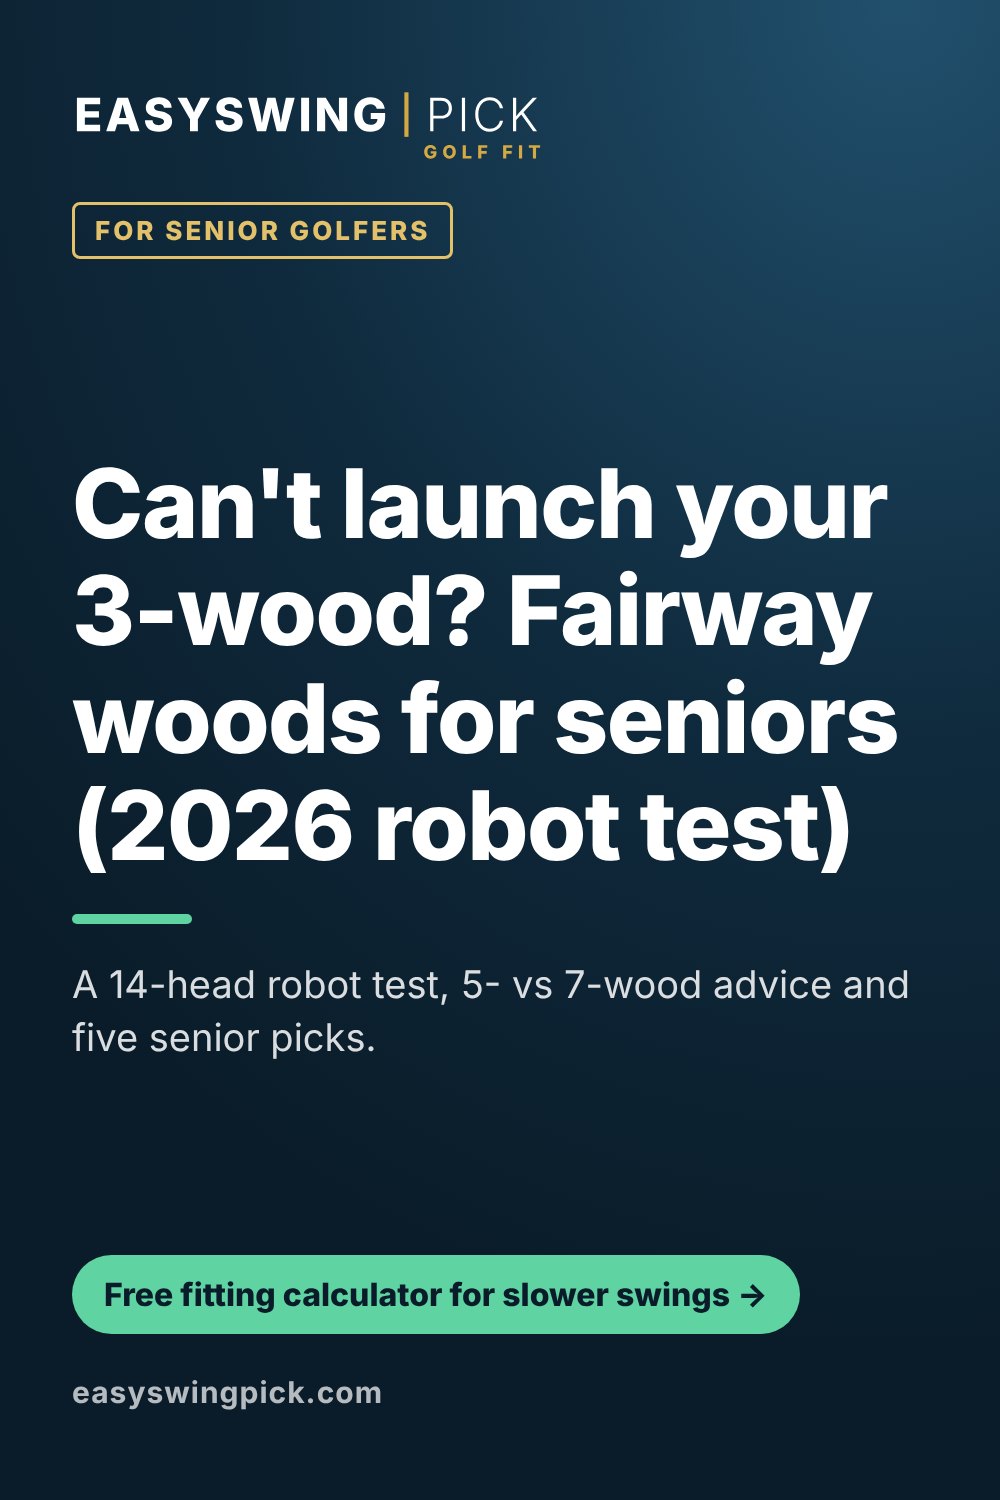 EASYSWING | PICK
GOLF FIT
FOR SENIOR GOLFERS
Can't launch your
3-wood? Fairway
woods for seniors
(2026 robot test)
A 14-head robot test, 5- vs 7-wood advice and
five senior picks.
Free fitting calculator for slower swings →
easyswingpick.com